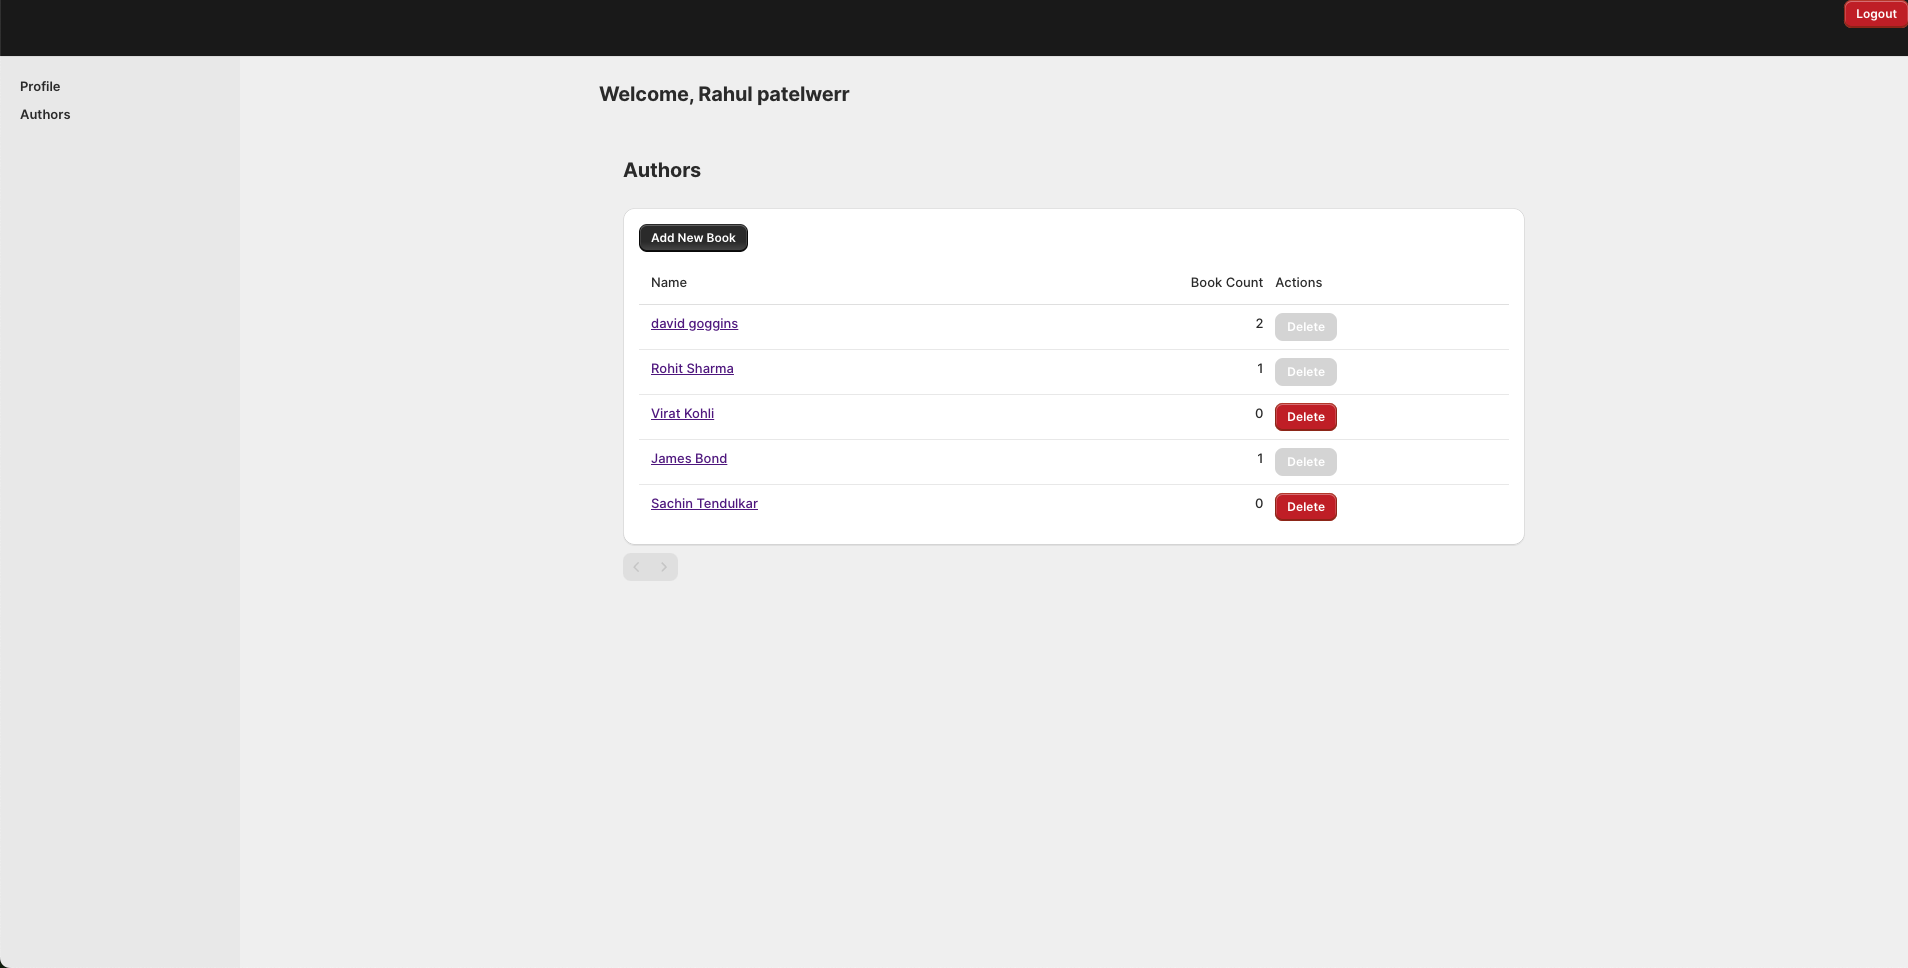 Logout
Profile
Authors
Welcome, Rahul patelwerr
Authors
Add New Book
Name Book Count Actions
david goggins 2 Delete
Rohit Sharma 1 Delete
Virat Kohli 0 Delete
James Bond 1 Delete
Sachin Tendulkar 0 Delete